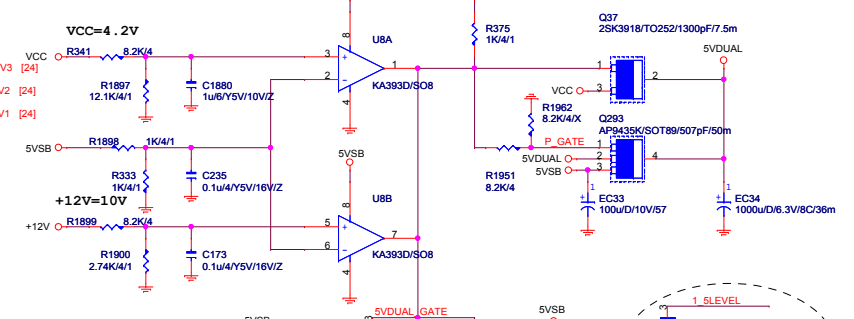 VCC=4.2V
VCC
R341
8.2K/4
V3 [24]
V2 [24]
V1 [24]
R1897
12.1K/4/1
C1880
1u/6/Y5V/10V/Z
8
3
2
+
-
1
4
U8A
KA393D/SO8
R375
1K/4/1
Q37
2SK3918/TO252/1300pF/7.5m
5VDUAL
1
2
VCC
3
R1962
8.2K/4/X
Q293
AP9435K/SOT89/507pF/50m
P_GATE
1
5VDUAL
2
5VSB
3
4
R1951
8.2K/4
5VSB
R1898
1K/4/1
R333
1K/4/1
C235
0.1u/4/Y5V/16V/Z
5VSB
1
EC33
100u/D/10V/57
1
EC34
1000u/D/6.3V/8C/36m
+12V=10V
+12V
R1899
8.2K/4
R1900
2.74K/4/1
C173
0.1u/4/Y5V/16V/Z
8
5
6
+
-
7
4
U8B
KA393D/SO8
5VDUAL_GATE
5VSB
1_5LEVEL
3